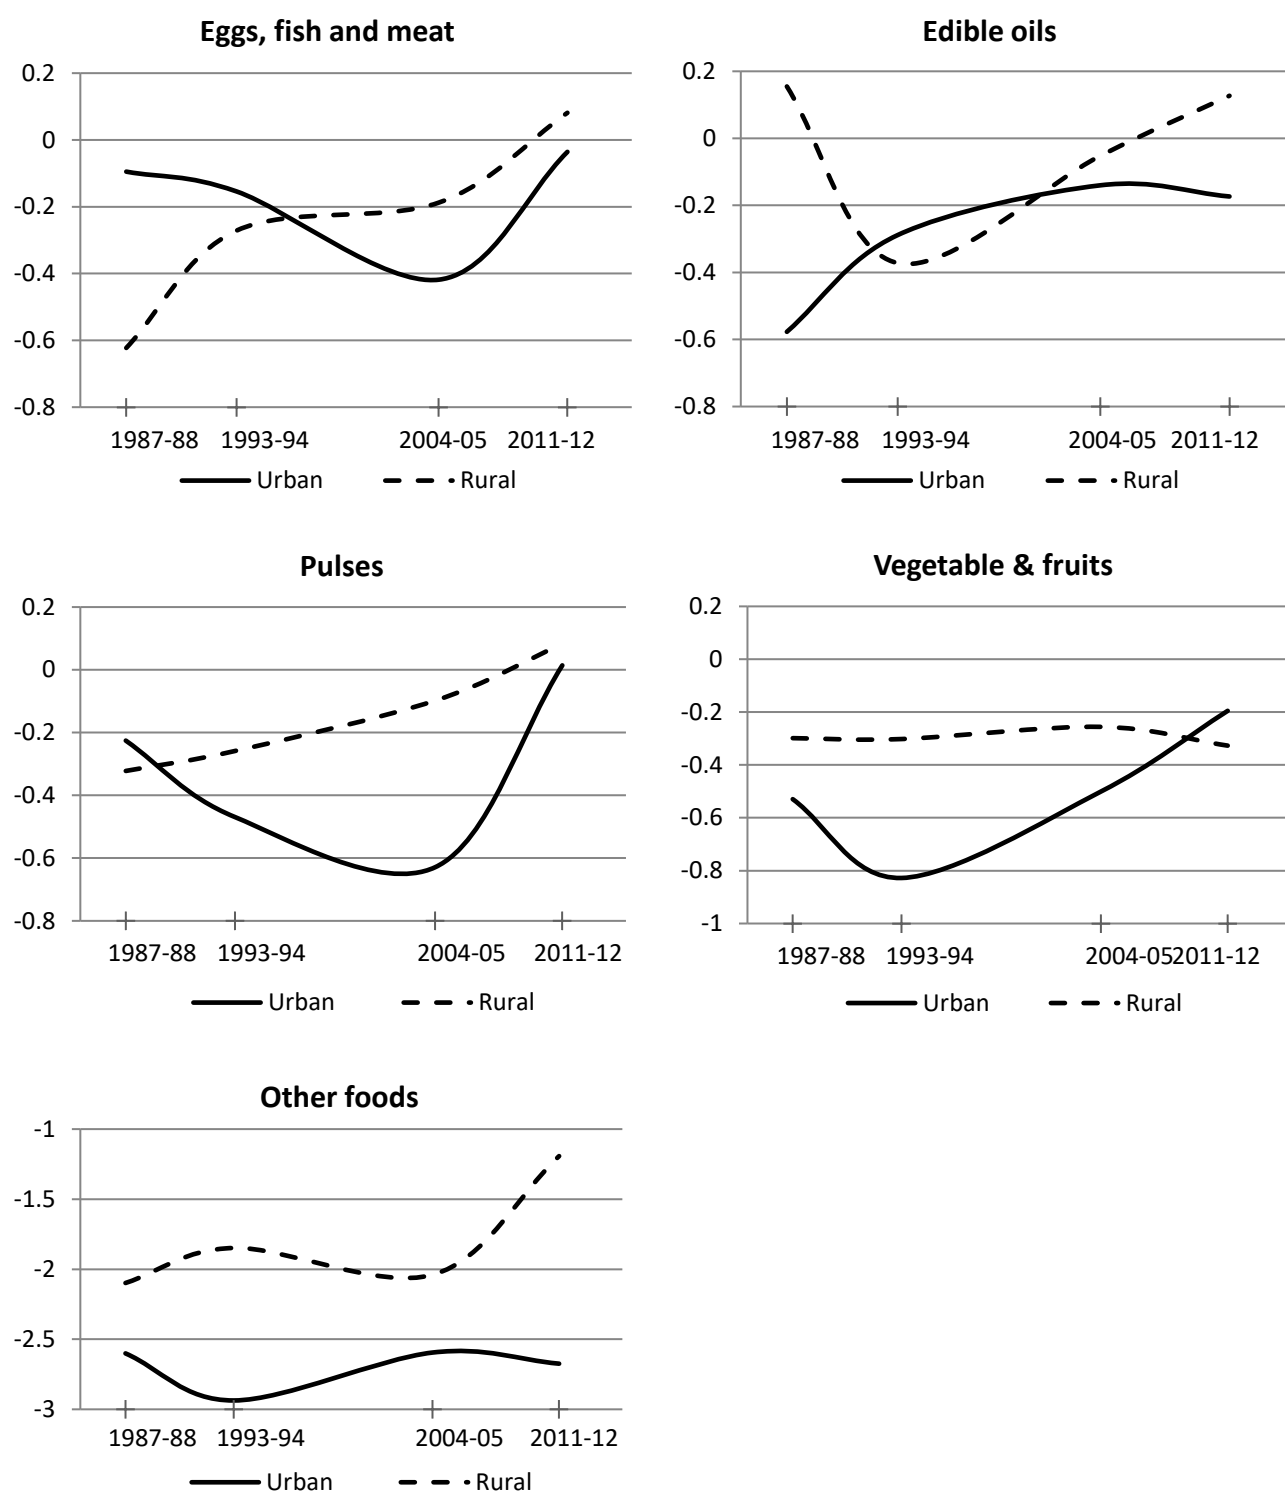 Eggs, fish and meat
0.2
0
-0.2
-0.4
-0.6
-0.8
1987-88 1993-94 2004-05 2011-12
Urban Rural
Edible oils
0.2
0
-0.2
-0.4
-0.6
-0.8
1987-88 1993-94 2004-05 2011-12
Urban Rural
Pulses
0.2
0
-0.2
-0.4
-0.6
-0.8
1987-88 1993-94 2004-05 2011-12
Urban Rural
Vegetable & fruits
0.2
0
-0.2
-0.4
-0.6
-0.8
-1
1987-88 1993-94 2004-052011-12
Urban Rural
Other foods
-1
-1.5
-2
-2.5
-3
1987-88 1993-94 2004-05 2011-12
Urban Rural